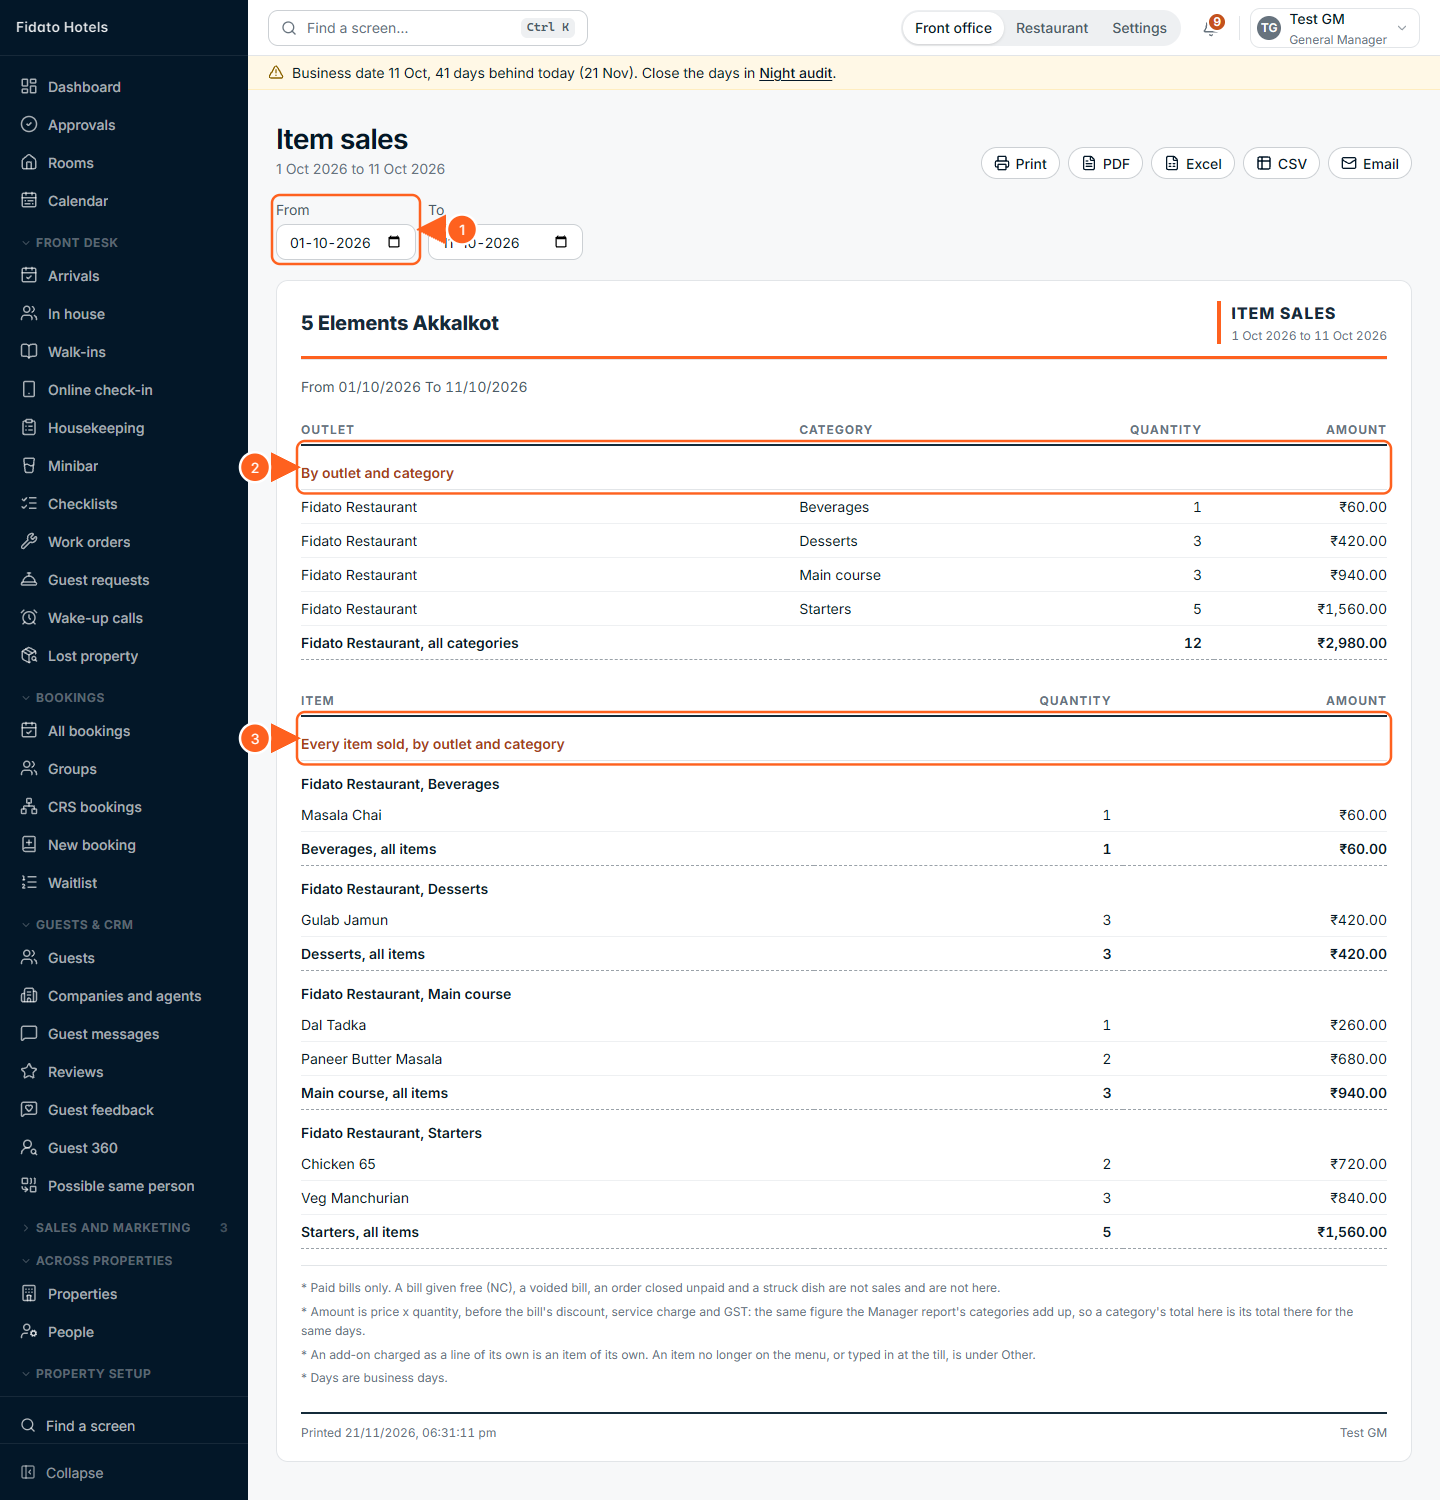 Fidato Hotels
Find a screen...
Ctrl K
Front office
Restaurant
Settings
9
TG
Test GM
General Manager
Business date 11 Oct, 41 days behind today (21 Nov). Close the days in Night audit.
Dashboard
Approvals
Rooms
Calendar
FRONT DESK
Arrivals
In house
Walk-ins
Online check-in
Housekeeping
Minibar
Checklists
Work orders
Guest requests
Wake-up calls
Lost property
BOOKINGS
All bookings
Groups
CRS bookings
New booking
Waitlist
GUESTS & CRM
Guests
Companies and agents
Guest messages
Reviews
Guest feedback
Guest 360
Possible same person
SALES AND MARKETING 3
ACROSS PROPERTIES
Properties
People
PROPERTY SETUP
Find a screen
Collapse
Item sales
1 Oct 2026 to 11 Oct 2026
Print
PDF
Excel
CSV
Email
From
To
01-10-2026
1
-2026
5 Elements Akkalkot
ITEM SALES
1 Oct 2026 to 11 Oct 2026
From 01/10/2026 To 11/10/2026
OUTLET CATEGORY QUANTITY AMOUNT
2
By outlet and category
Fidato Restaurant Beverages 1 ₹60.00
Fidato Restaurant Desserts 3 ₹420.00
Fidato Restaurant Main course 3 ₹940.00
Fidato Restaurant Starters 5 ₹1,560.00
Fidato Restaurant, all categories 12 ₹2,980.00
ITEM QUANTITY AMOUNT
3
Every item sold, by outlet and category
Fidato Restaurant, Beverages
Masala Chai 1 ₹60.00
Beverages, all items 1 ₹60.00
Fidato Restaurant, Desserts
Gulab Jamun 3 ₹420.00
Desserts, all items 3 ₹420.00
Fidato Restaurant, Main course
Dal Tadka 1 ₹260.00
Paneer Butter Masala 2 ₹680.00
Main course, all items 3 ₹940.00
Fidato Restaurant, Starters
Chicken 65 2 ₹720.00
Veg Manchurian 3 ₹840.00
Starters, all items 5 ₹1,560.00
* Paid bills only. A bill given free (NC), a voided bill, an order closed unpaid and a struck dish are not sales and are not here.
* Amount is price x quantity, before the bill's discount, service charge and GST: the same figure the Manager report's categories add up, so a category's total here is its total there for the
same days.
* An add-on charged as a line of its own is an item of its own. An item no longer on the menu, or typed in at the till, is under Other.
* Days are business days.
Printed 21/11/2026, 06:31:11 pm
Test GM